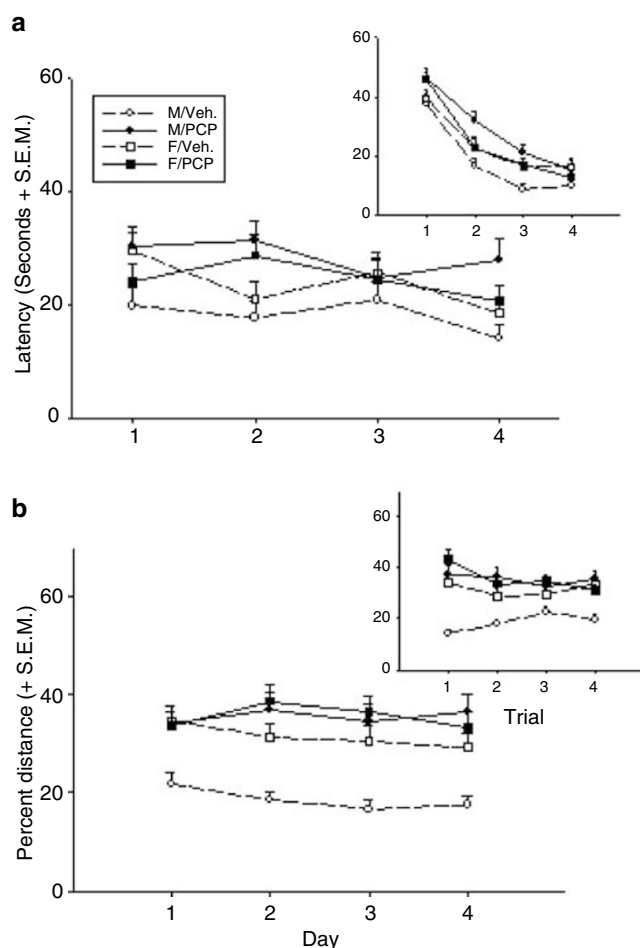 a
60
40
20
0
Latency (Seconds + S.E.M.)
M/Veh.
M/PCP
F/Veh.
F/PCP
60
40
20
0
1 2 3 4
1 2 3 4
b
60
40
20
0
Percent distance (+ S.E.M.)
60
40
20
0
1 2 3 4
Trial
1 2 3 4
Day